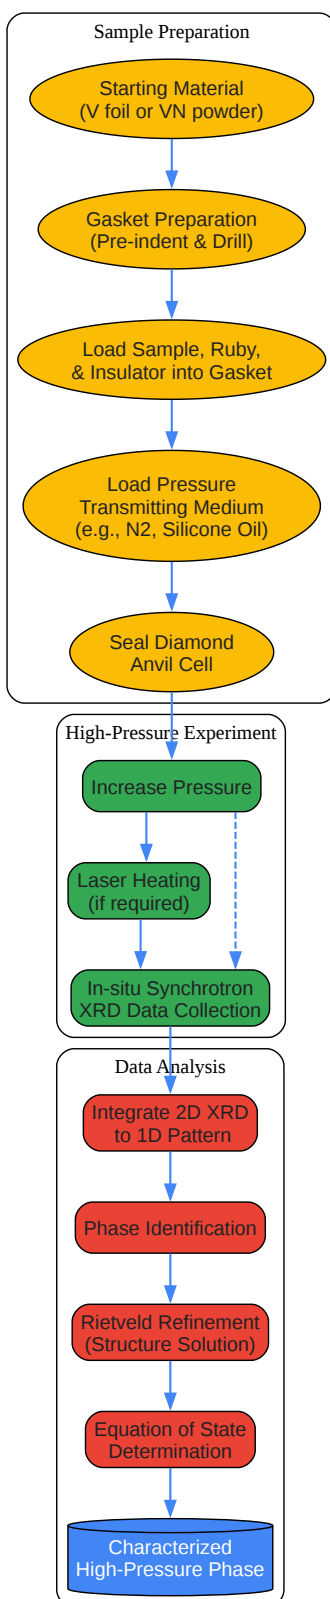 Sample Preparation
Starting Material
(V foil or VN powder)
Gasket Preparation
(Pre-indent & Drill)
Load Sample, Ruby,
& Insulator into Gasket
Load Pressure
Transmitting Medium
(e.g., N2, Silicone Oil)
Seal Diamond
Anvil Cell
High-Pressure Experiment
Increase Pressure
Laser Heating
(if required)
In-situ Synchrotron
XRD Data Collection
Data Analysis
Integrate 2D XRD
to 1D Pattern
Phase Identification
Rietveld Refinement
(Structure Solution)
Equation of State
Determination
Characterized
High-Pressure Phase